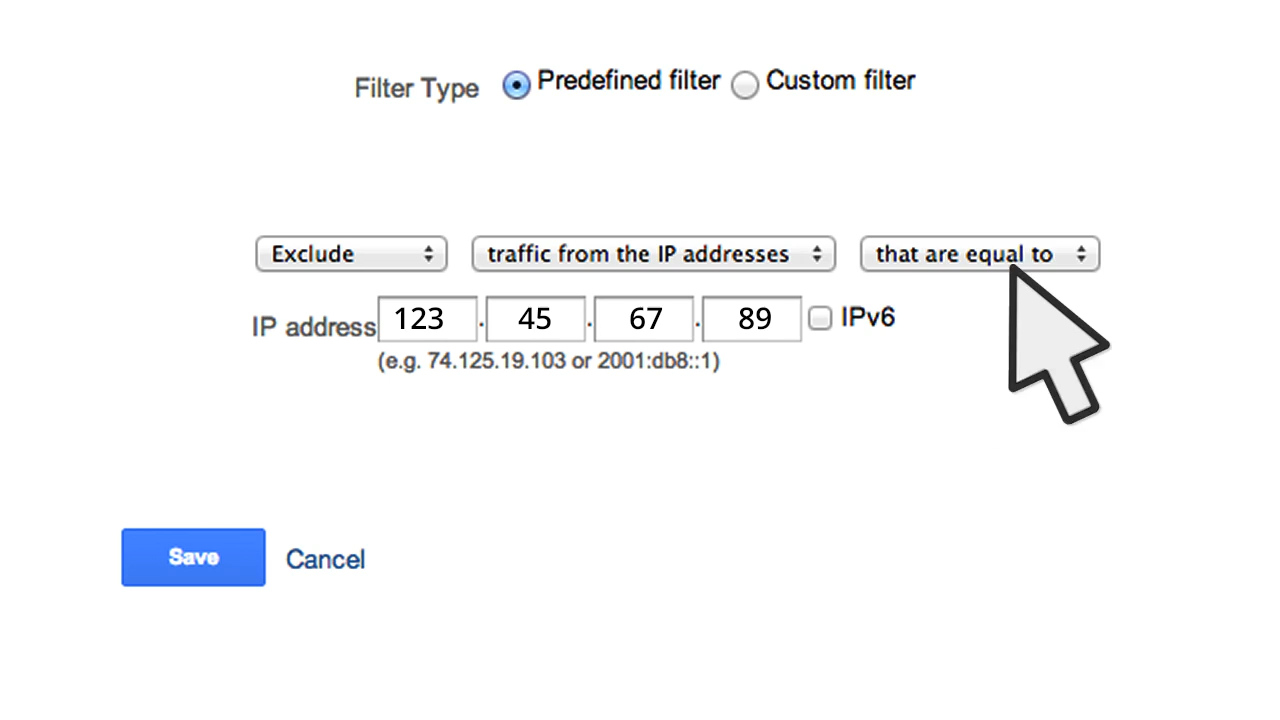 Filter Type Predefined filter Custom filter
Exclude traffic from the IP addresses that are equal to
IP address 123 . 45 . 67 . 89 IPv6
(e.g. 74.125.19.103 or 2001:db8::1)
Save Cancel